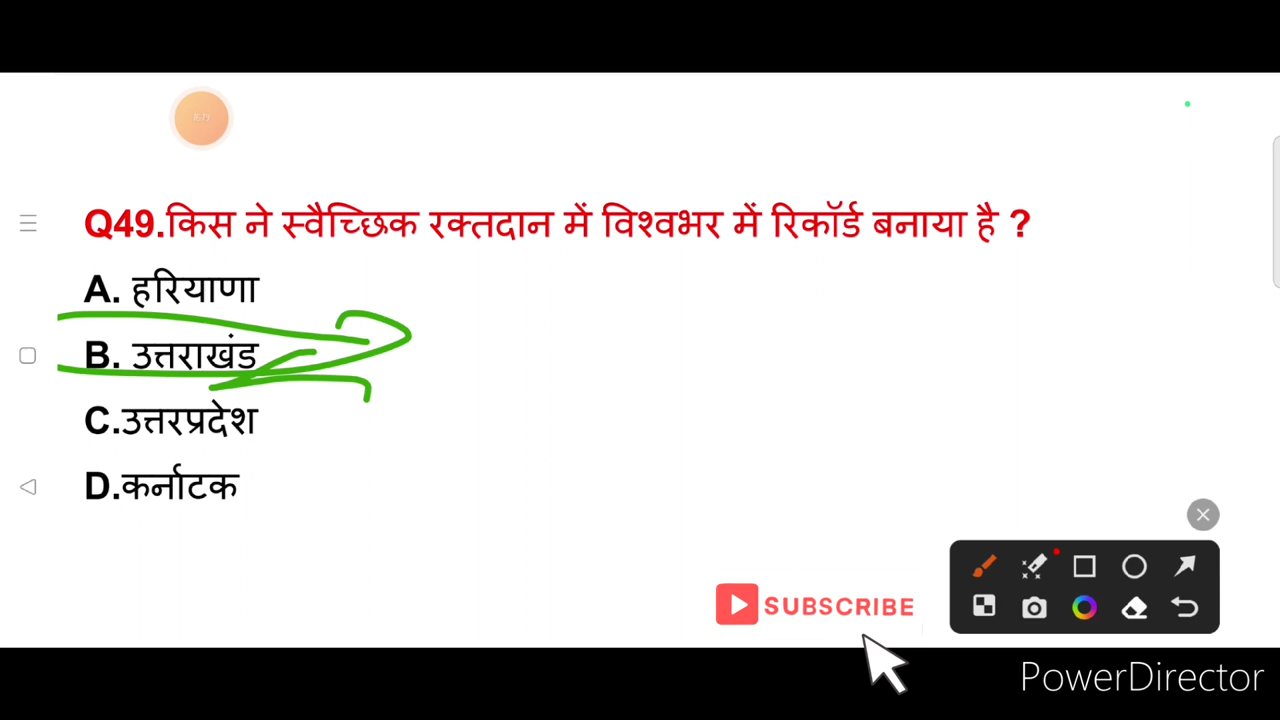 Q49.किस ने स्वैच्छिक रक्तदान में विश्वभर में रिकॉर्ड बनाया है ?
A. हरियाणा
B. उत्तराखंड
C.उत्तरप्रदेश
D.कर्नाटक
SUBSCRIBE
PowerDirector